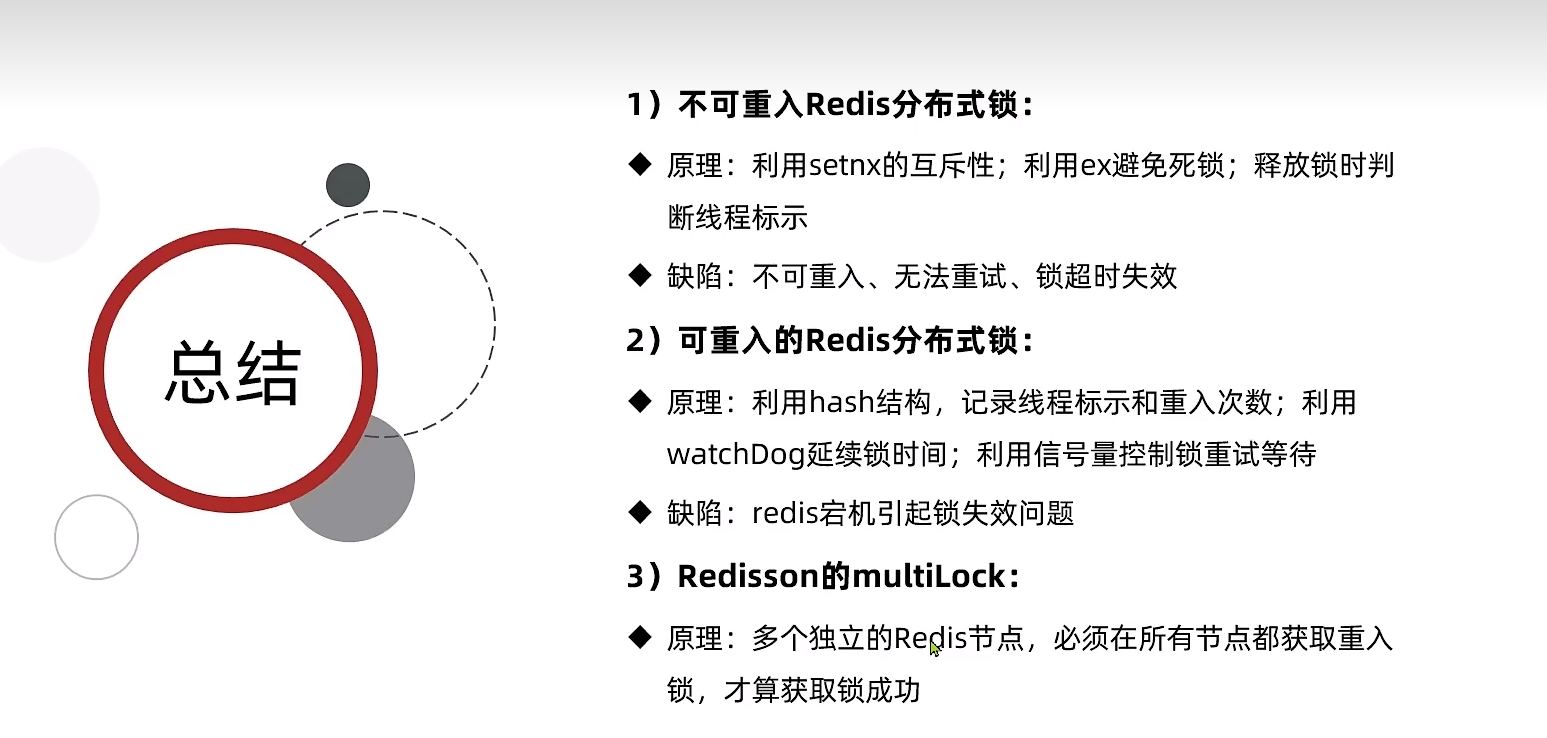 总结
1）不可重入Redis分布式锁：
◆ 原理：利用setnx的互斥性；利用ex避免死锁；释放锁时判
断线程标示
◆ 缺陷：不可重入、无法重试、锁超时失效
2）可重入的Redis分布式锁：
◆ 原理：利用hash结构，记录线程标示和重入次数；利用
watchDog延续锁时间；利用信号量控制锁重试等待
◆ 缺陷：redis宕机引起锁失效问题
3）Redisson的multiLock：
◆ 原理：多个独立的Redis节点，必须在所有节点都获取重入
锁，才算获取锁成功